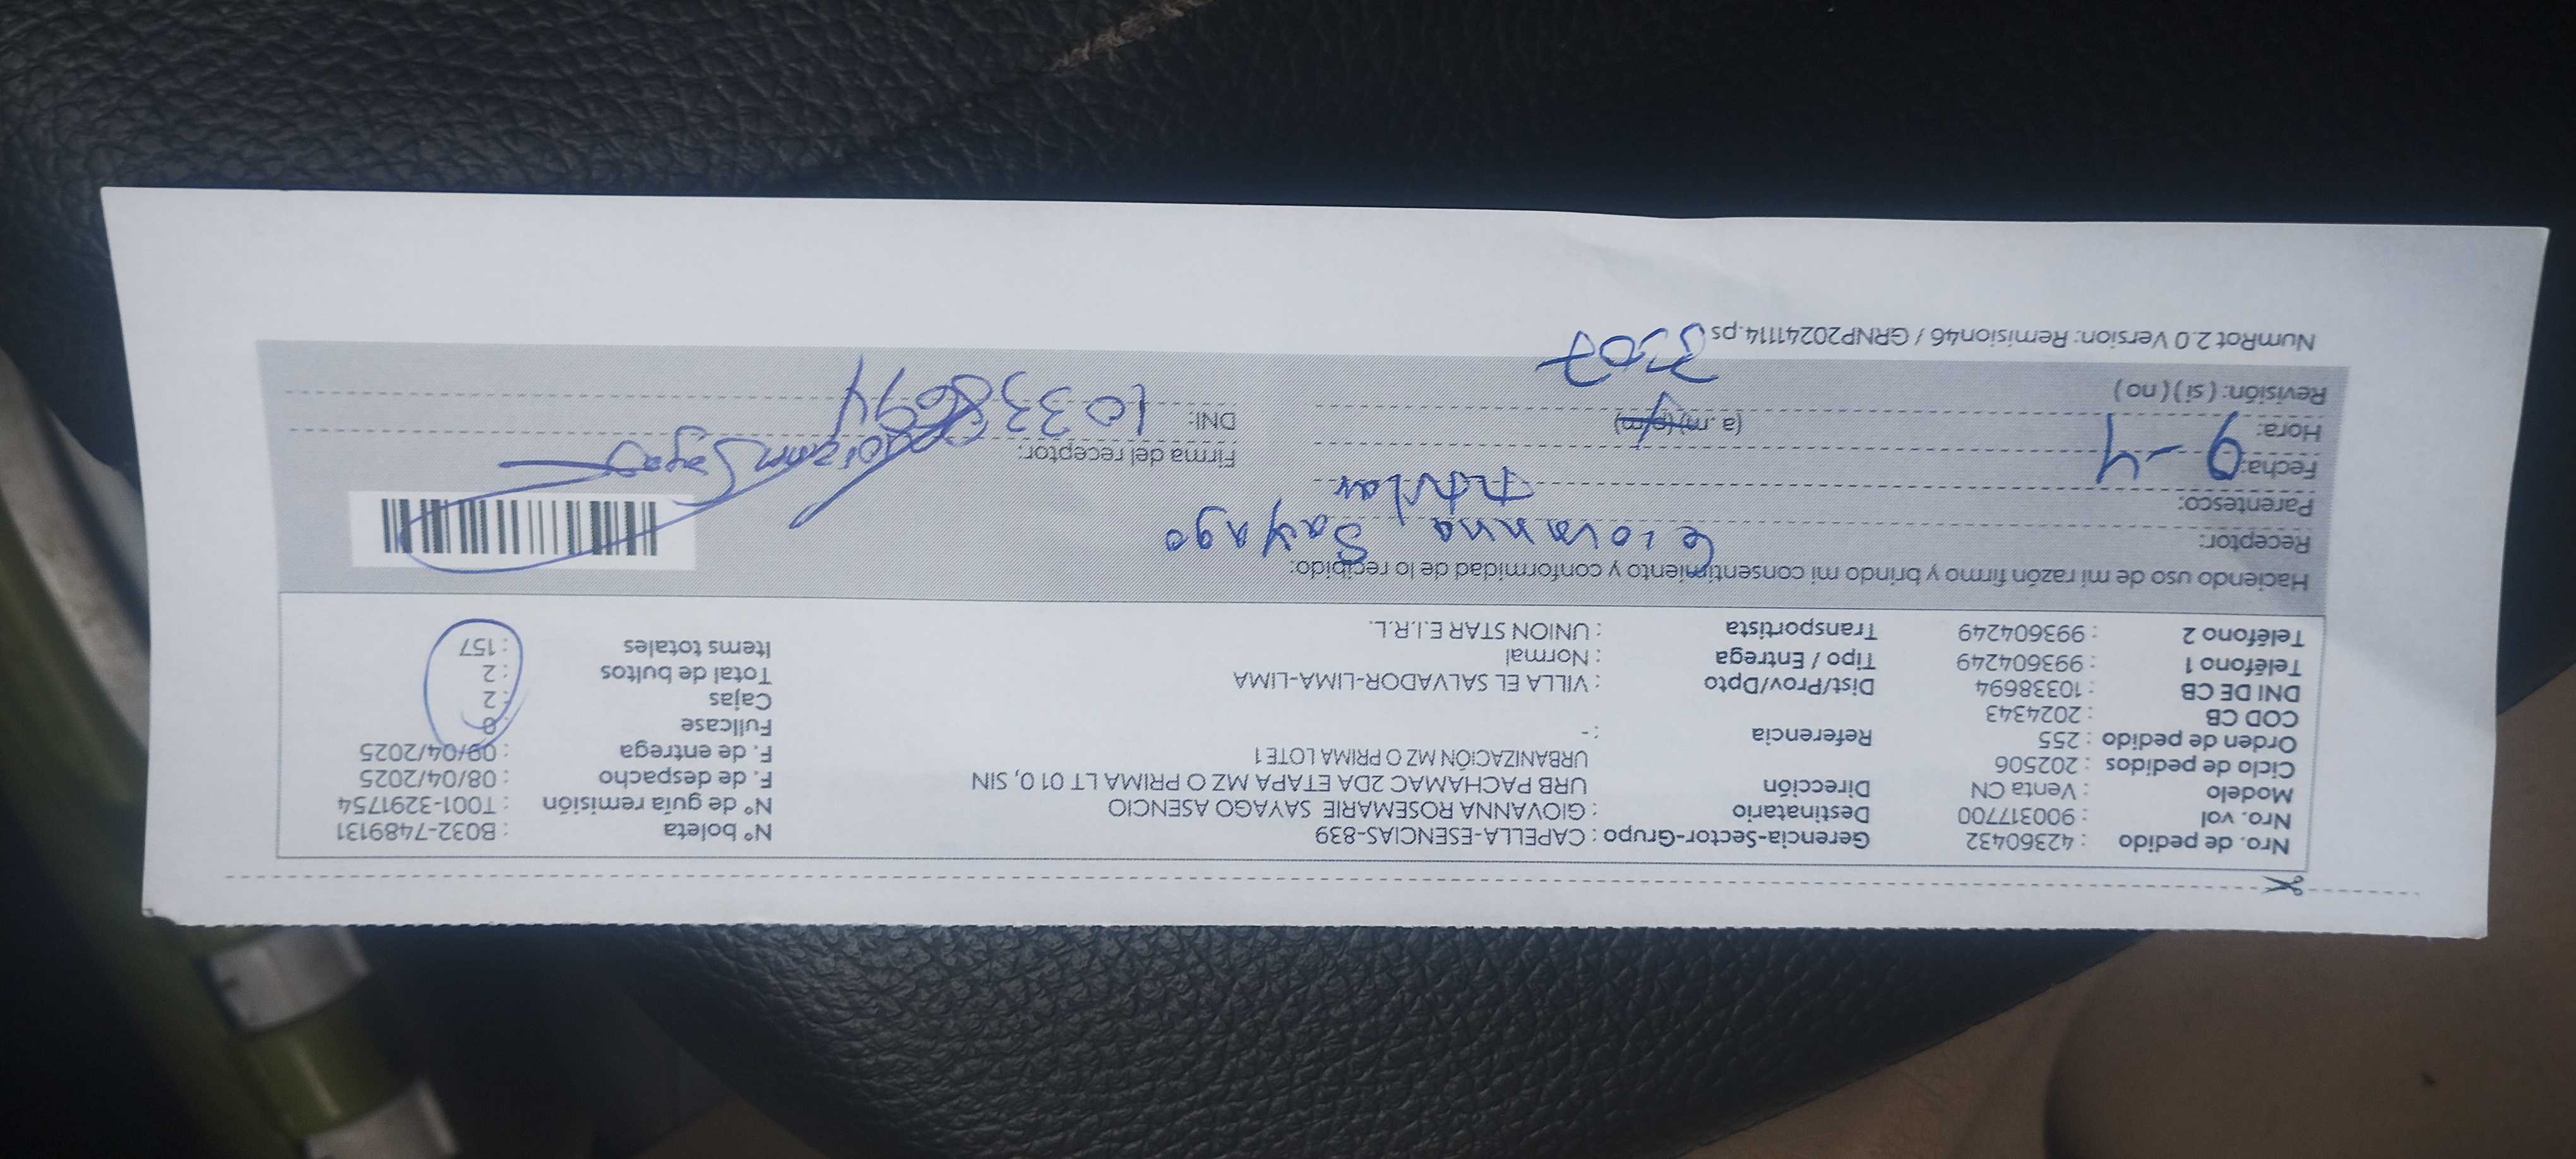 Nro. de pedido : 42360432 Gerencia-Sector-Grupo : CAPELLA-ESENCIAS-839 N° boleta : B032-7489131
Nro. vol : 900317700 Destinatario : GIOVANNA ROSEMARIE SAYAGO ASENCIO N° de guía remisión : T001-3291754
Modelo : Venta CN Dirección URB PACHAMAC 2DA ETAPA MZ O PRIMA LT 01 0, SIN F. de despacho : 08/04/2025
Ciclo de pedidos : 202506 URBANIZACIÓN MZ O PRIMA LOTE 1 F. de entrega : 09/04/2025
Orden de pedido : 255 Referencia : - Fullcase : 0
COD CB : 2024343 Cajas : 2
DNI DE CB : 10338694 Dist/Prov/Dpto : VILLA EL SALVADOR-LIMA-LIMA Total de bultos : 2
Teléfono 1 : 993604249 Tipo / Entrega : Normal Items totales : 157
Teléfono 2 : 993604249 Transportista : UNION STAR E.I.R.L.
Haciendo uso de mi razón firmo y brindo mi consentimiento y conformidad de lo recibido:
Receptor: Giovanna Sayago
Parentesco: Titular
Fecha: 9-4 Firma del receptor:
Hora: (a.m)(p.m) DNI: 10338694
Revisión: ( si ) ( no )
NumRot 2.0 Version: Remision46 / GRNP20241114.ps